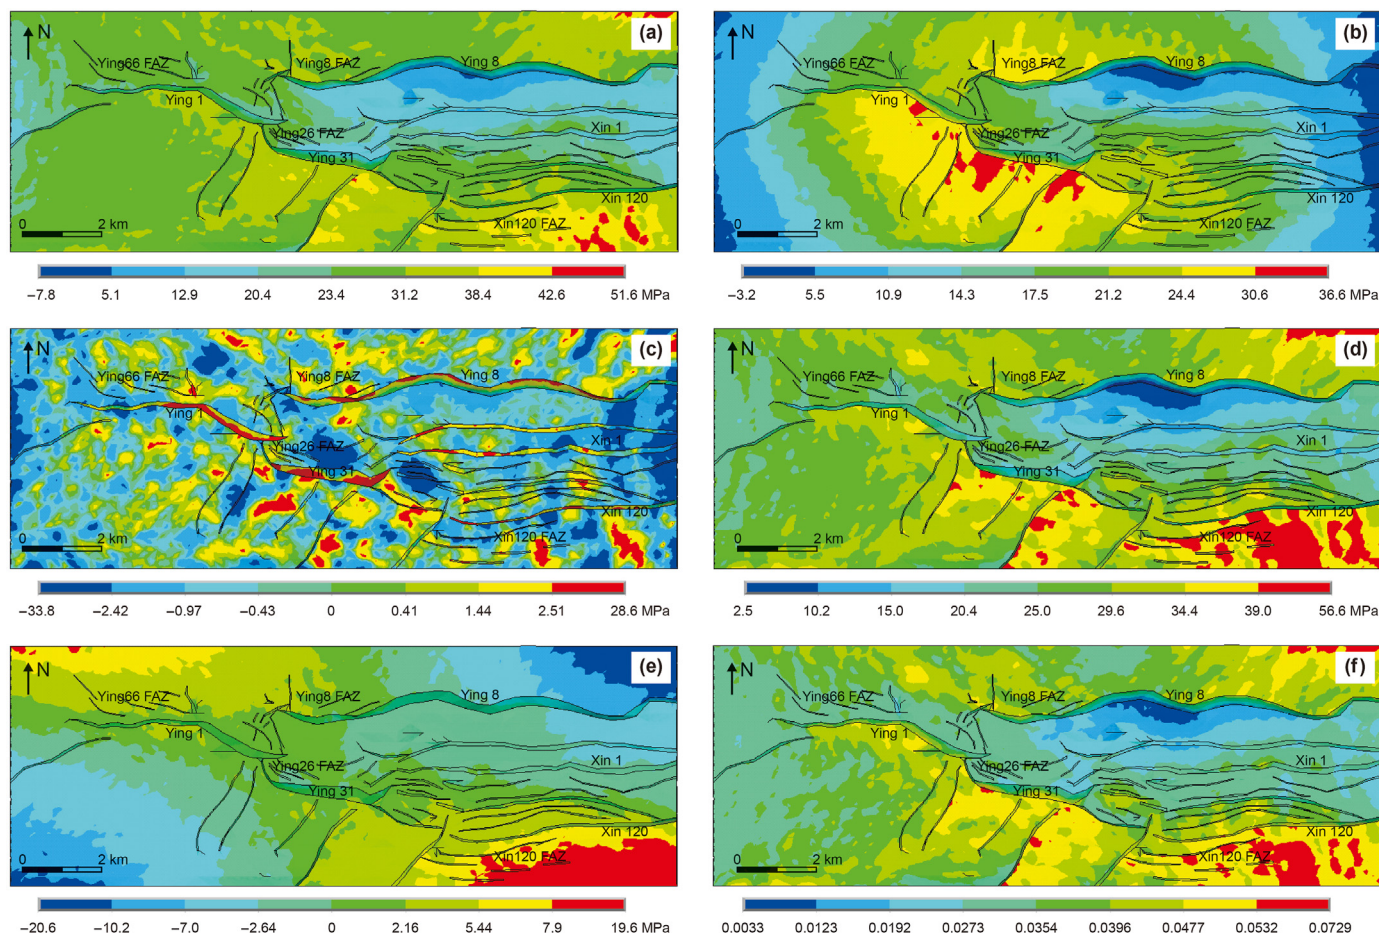 N
(a)
Ying66 FAZ
Ying8 FAZ
Ying 8
Ying 1
Ying26 FAZ
Xin 1
Ying 31
Xin 120
Xin120 FAZ
0 2 km
–7.8 5.1 12.9 20.4 23.4 31.2 38.4 42.6 51.6 MPa
N
(b)
Ying66 FAZ
Ying8 FAZ
Ying 8
Ying 1
Ying26 FAZ
Xin 1
Ying 31
Xin 120
Xin120 FAZ
0 2 km
–3.2 5.5 10.9 14.3 17.5 21.2 24.4 30.6 36.6 MPa
N
(c)
Ying66 FAZ
Ying8 FAZ
Ying 8
Ying 1
Ying26 FAZ
Xin 1
Ying 31
Xin 120
Xin120 FAZ
0 2 km
–33.8 –2.42 –0.97 –0.43 0 0.41 1.44 2.51 28.6 MPa
N
(d)
Ying66 FAZ
Ying8 FAZ
Ying 8
Ying 1
Ying26 FAZ
Xin 1
Ying 31
Xin 120
Xin120 FAZ
0 2 km
2.5 10.2 15.0 20.4 25.0 29.6 34.4 39.0 56.6 MPa
N
(e)
Ying66 FAZ
Ying8 FAZ
Ying 8
Ying 1
Ying26 FAZ
Xin 1
Ying 31
Xin 120
Xin120 FAZ
0 2 km
–20.6 –10.2 –7.0 –2.64 0 2.16 5.44 7.9 19.6 MPa
N
(f)
Ying66 FAZ
Ying8 FAZ
Ying 8
Ying 1
Ying26 FAZ
Xin 1
Ying 31
Xin 120
Xin120 FAZ
0 2 km
0.0033 0.0123 0.0192 0.0273 0.0354 0.0396 0.0477 0.0532 0.0729